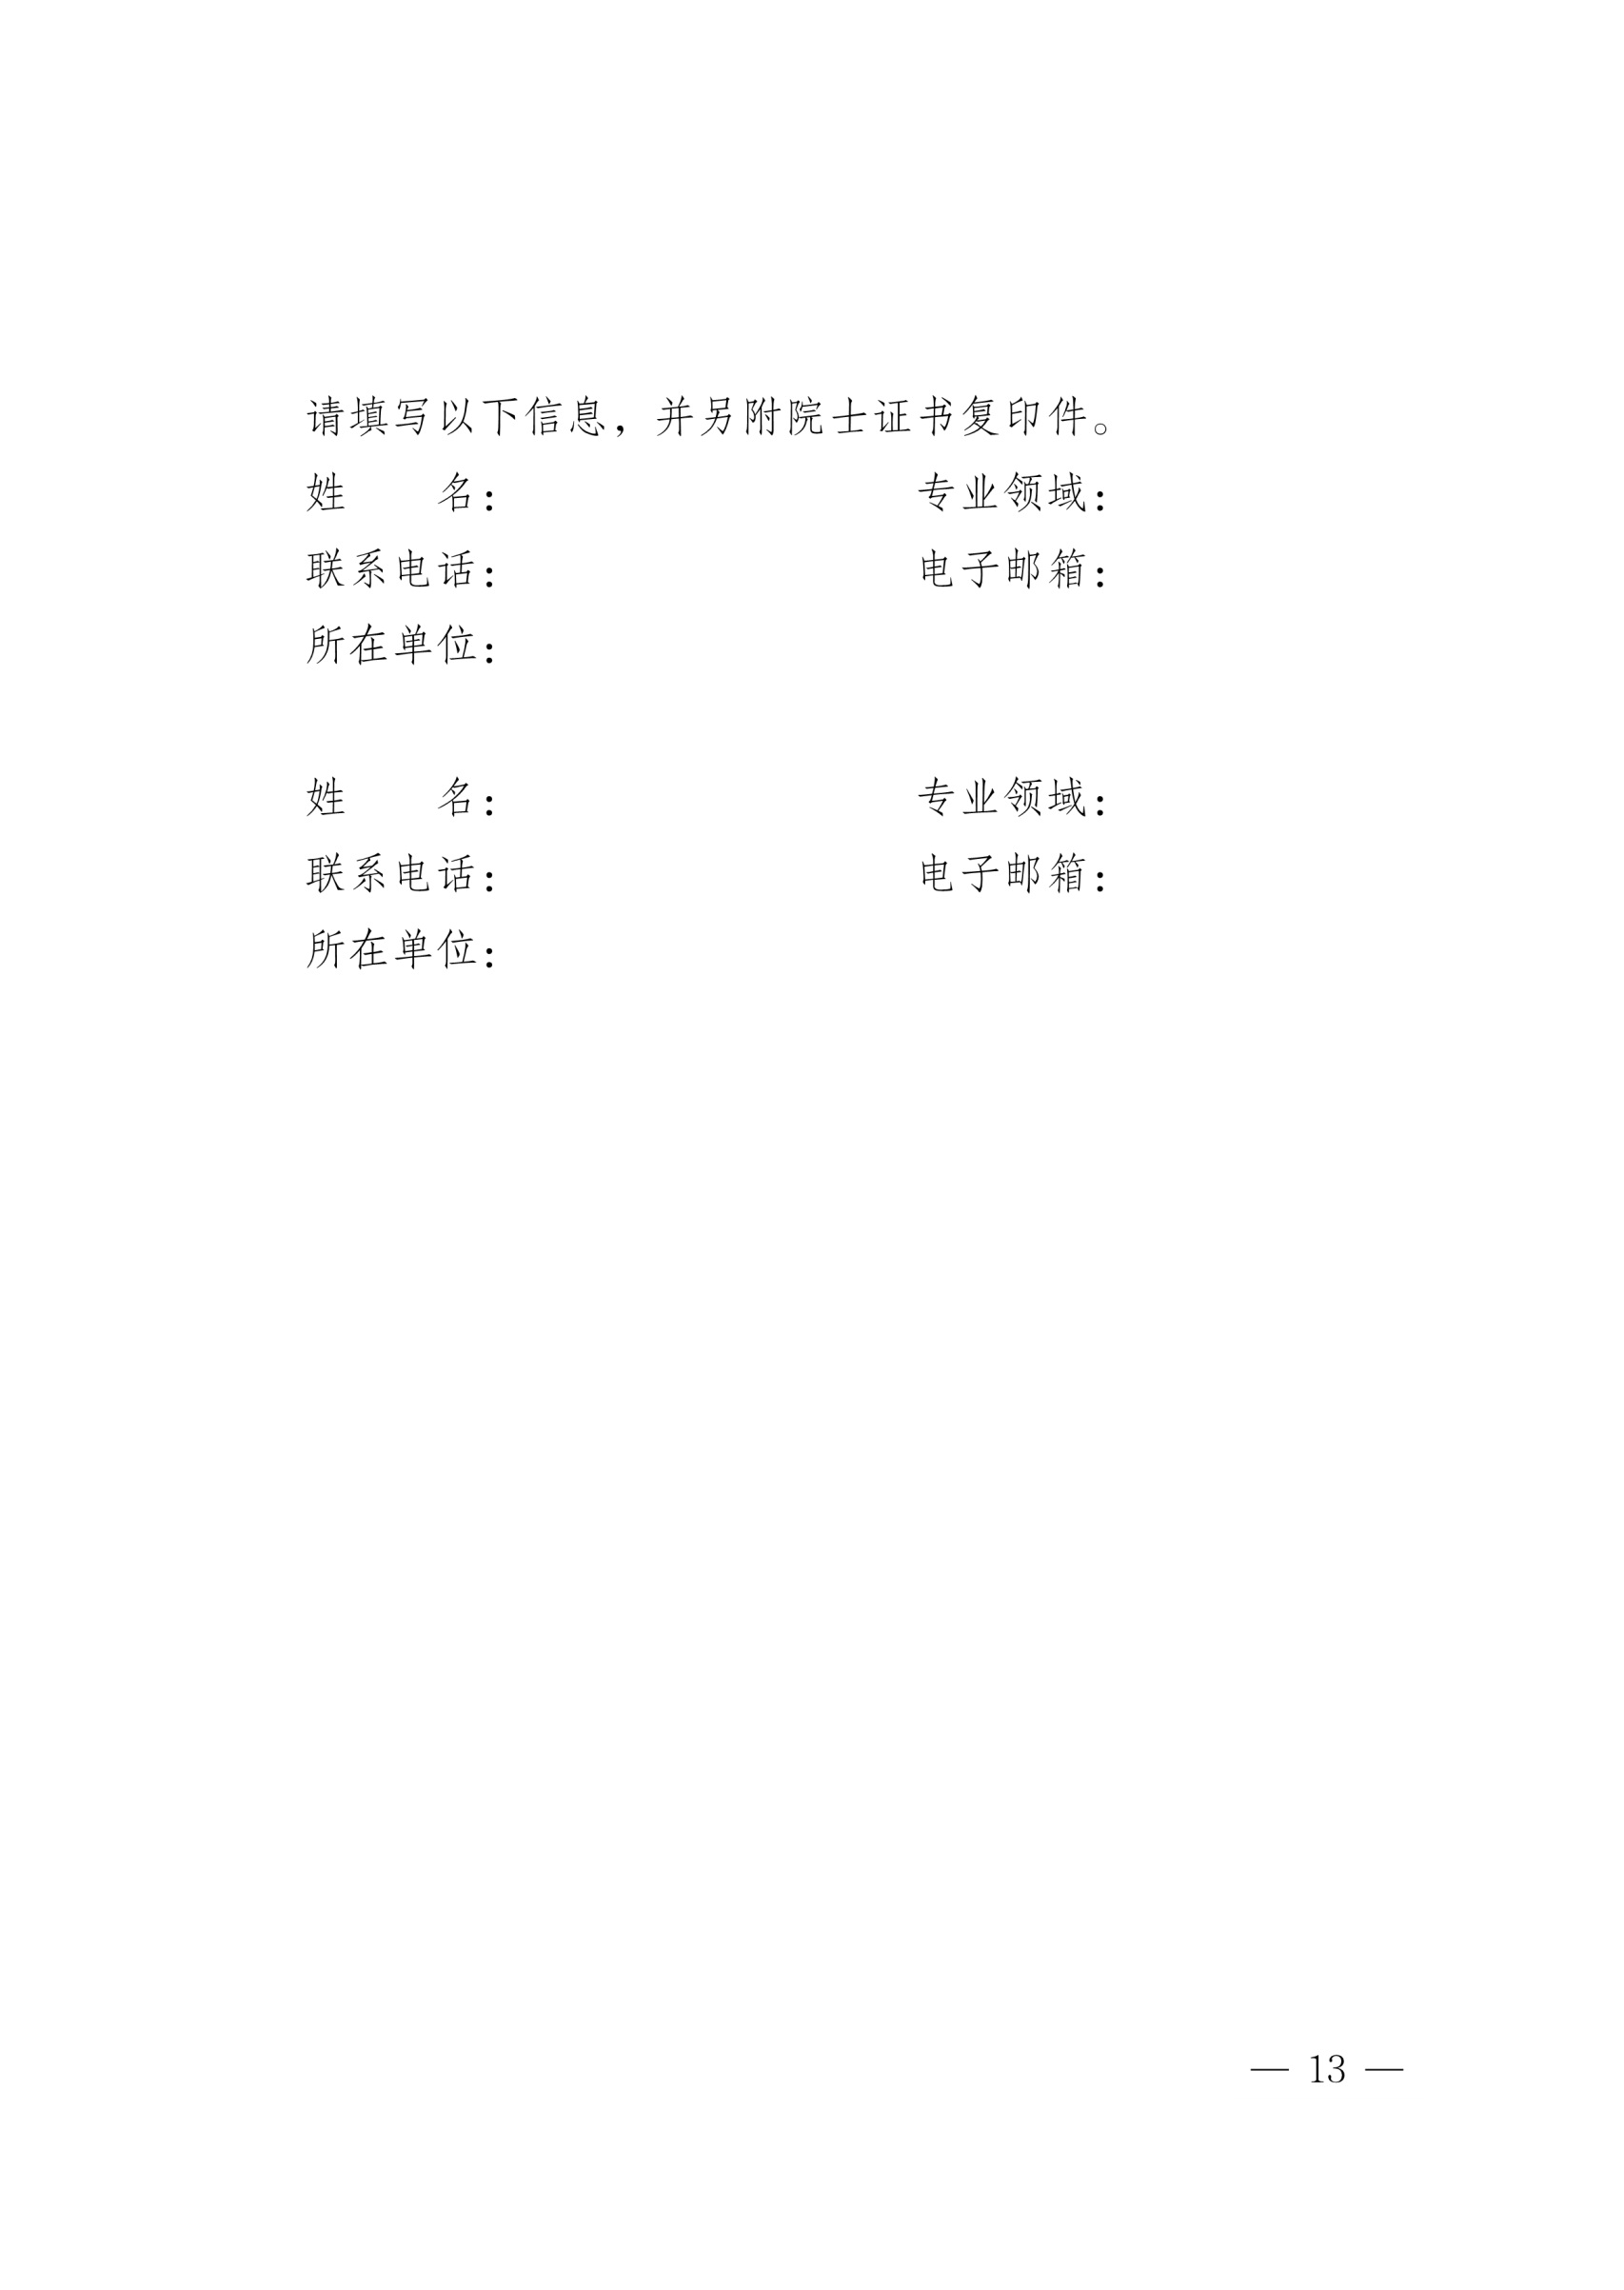 请填写以下信息，并另附院士证书复印件。
姓　　名：　　　　　　　　　　专业领域：
联系电话：　　　　　　　　　　电子邮箱：
所在单位：
姓　　名：　　　　　　　　　　专业领域：
联系电话：　　　　　　　　　　电子邮箱：
所在单位：
— 13 —